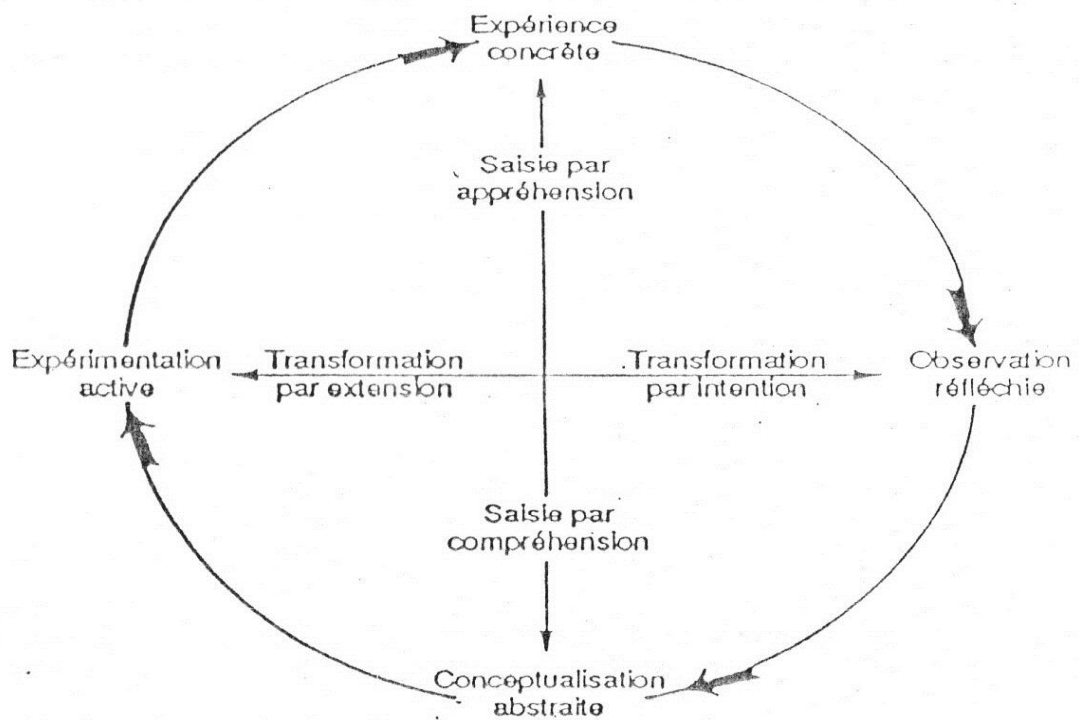 Expérience
concrète
Saisie par
appréhension
Expérimentation
active
Transformation
par extension
Transformation
par intention
Observation
réfléchie
Saisie par
compréhension
Conceptualisation
abstraite